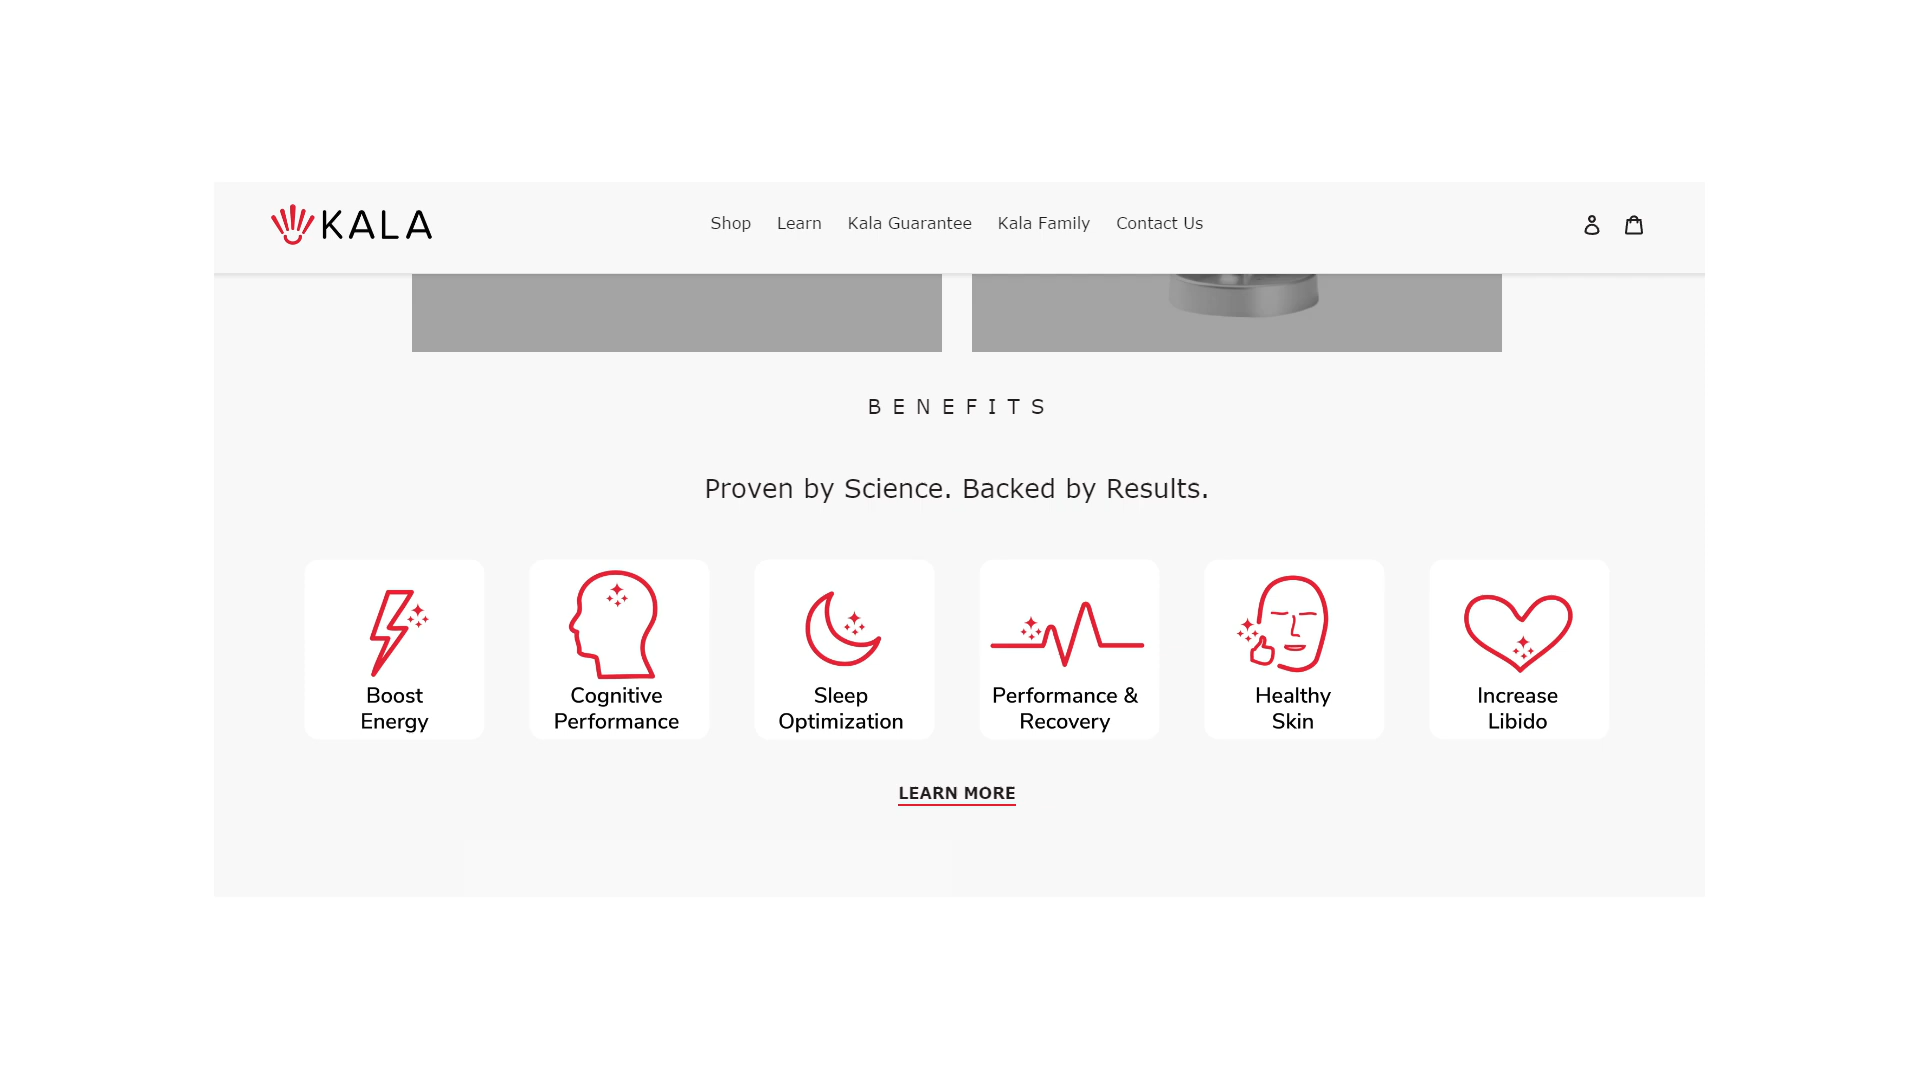 KALA
Shop Learn Kala Guarantee Kala Family Contact Us
BENEFITS
Proven by Science. Backed by Results.
Boost
Energy
Cognitive
Performance
Sleep
Optimization
Performance &
Recovery
Healthy
Skin
Increase
Libido
LEARN MORE